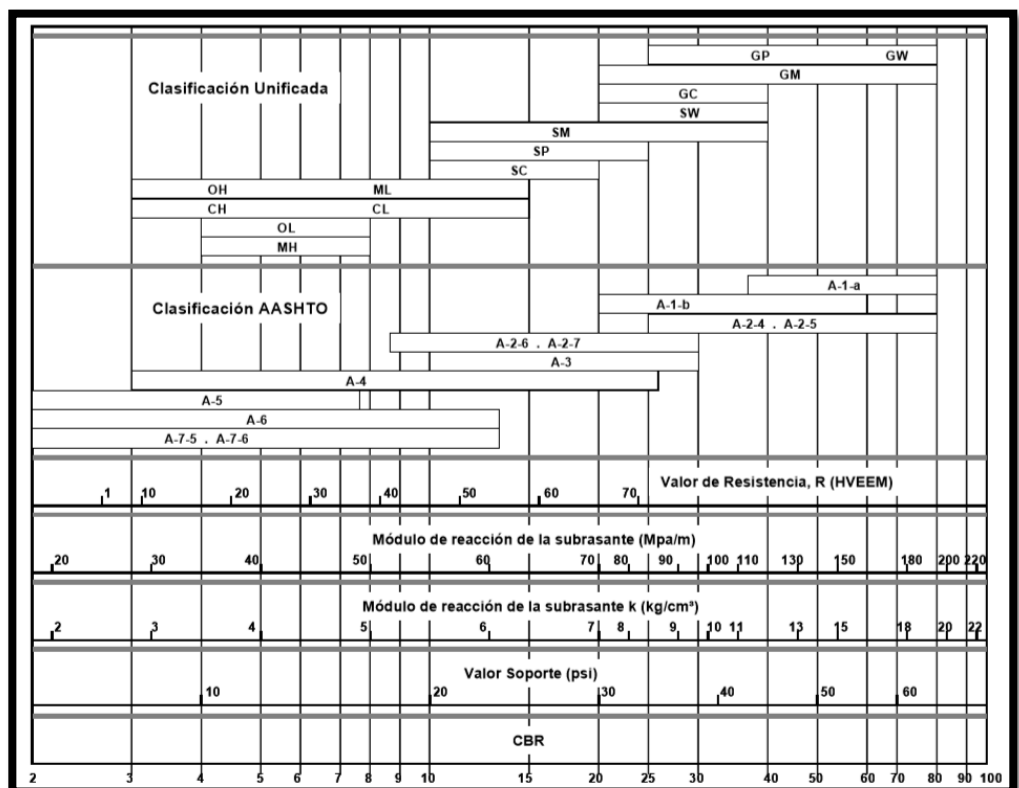 GP GW
Clasificación Unificada
GM
GC
SW
SM
SP
SC
OH ML
CH CL
OL
MH
A-1-a
Clasificación AASHTO
A-1-b
A-2-4 . A-2-5
A-2-6 . A-2-7
A-3
A-4
A-5
A-6
A-7-5 . A-7-6
Valor de Resistencia, R (HVEEM)
1 10 20 30 40 50 60 70
Módulo de reacción de la subrasante (Mpa/m)
20 30 40 50 60 70 80 90 100 110 130 150 180 200 220
Módulo de reacción de la subrasante k (kg/cm³)
2 3 4 5 6 7 8 9 10 11 13 15 18 20 22
Valor Soporte (psi)
10 20 30 40 50 60
CBR
2 3 4 5 6 7 8 9 10 15 20 25 30 40 50 60 70 80 90 100